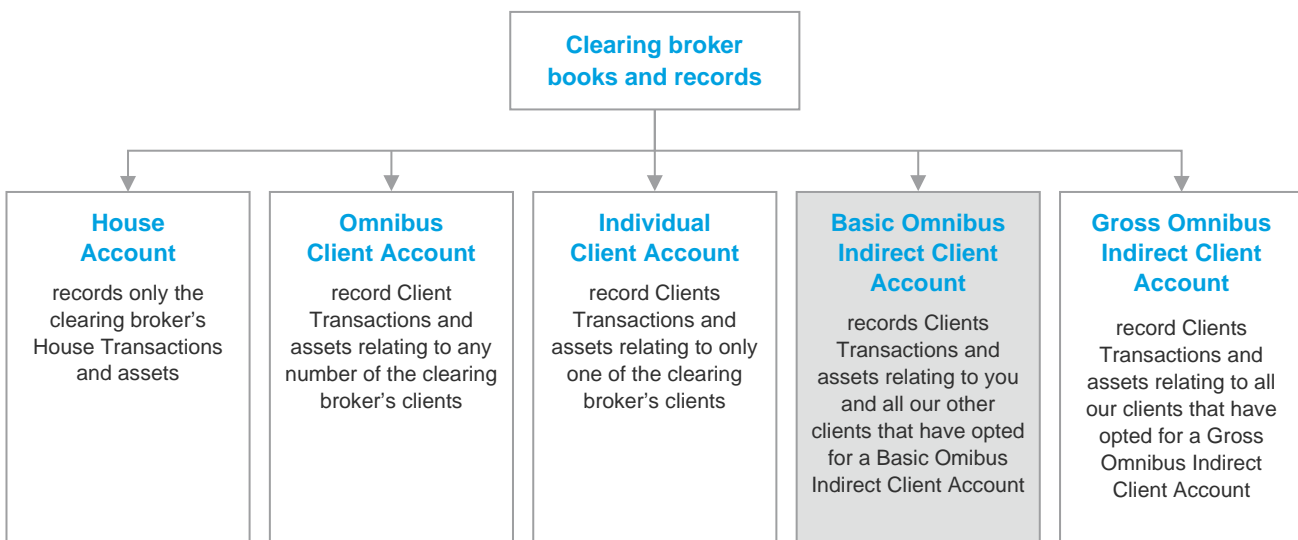 Clearing broker
books and records
House
Account
records only the
clearing broker’s
House Transactions
and assets
Omnibus
Client Account
record Client
Transactions and
assets relating to any
number of the clearing
broker’s clients
Individual
Client Account
record Clients
Transactions and
assets relating to only
one of the clearing
broker’s clients
Basic Omnibus
Indirect Client
Account
records Clients
Transactions and
assets relating to you
and all our other
clients that have opted
for a Basic Omibus
Indirect Client Account
Gross Omnibus
Indirect Client
Account
record Clients
Transactions and
assets relating to all
our clients that have
opted for a Gross
Omnibus Indirect
Client Account